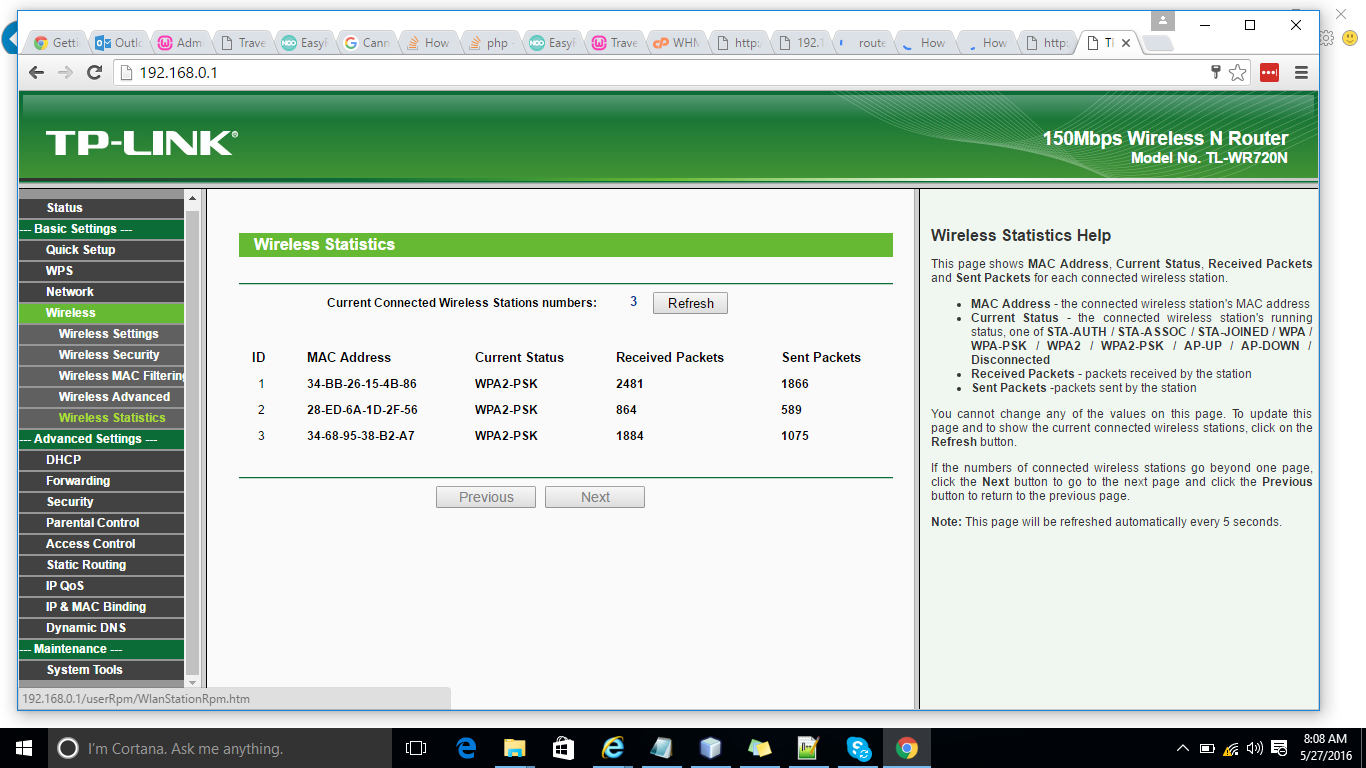 Getti
Outlo
Adm
Trave
EasyP
Cann
How
php
EasyP
Trave
WHM
http:
192.1
route
How
How
http:
Tl
192.168.0.1
TP-LINK®
150Mbps Wireless N Router
Model No. TL-WR720N
Status
--- Basic Settings ---
Quick Setup
WPS
Network
Wireless
Wireless Settings
Wireless Security
Wireless MAC Filtering
Wireless Advanced
Wireless Statistics
--- Advanced Settings ---
DHCP
Forwarding
Security
Parental Control
Access Control
Static Routing
IP QoS
IP & MAC Binding
Dynamic DNS
--- Maintenance ---
System Tools
192.168.0.1/userRpm/WlanStationRpm.htm
Wireless Statistics
Current Connected Wireless Stations numbers: 3 Refresh
ID MAC Address Current Status Received Packets Sent Packets
1 34-BB-26-15-4B-86 WPA2-PSK 2481 1866
2 28-ED-6A-1D-2F-56 WPA2-PSK 864 589
3 34-68-95-38-B2-A7 WPA2-PSK 1884 1075
Previous Next
Wireless Statistics Help
This page shows MAC Address, Current Status, Received Packets
and Sent Packets for each connected wireless station.
• MAC Address - the connected wireless station's MAC address
• Current Status - the connected wireless station's running
status, one of STA-AUTH / STA-ASSOC / STA-JOINED / WPA /
WPA-PSK / WPA2 / WPA2-PSK / AP-UP / AP-DOWN /
Disconnected
• Received Packets - packets received by the station
• Sent Packets -packets sent by the station
You cannot change any of the values on this page. To update this
page and to show the current connected wireless stations, click on the
Refresh button.
If the numbers of connected wireless stations go beyond one page,
click the Next button to go to the next page and click the Previous
button to return to the previous page.
Note: This page will be refreshed automatically every 5 seconds.
I'm Cortana. Ask me anything.
8:08 AM
5/27/2016